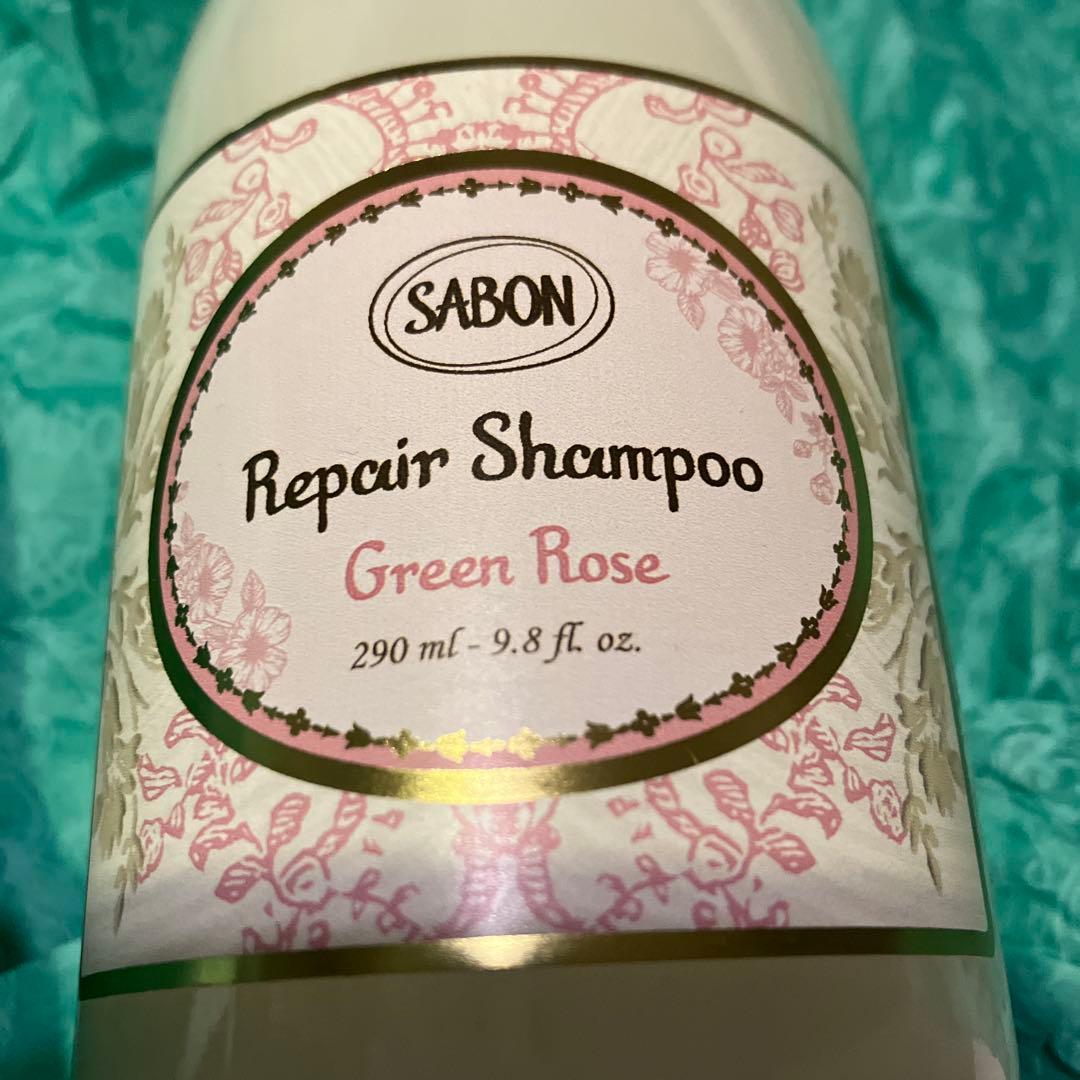 SABON
Repair Shampoo
Green Rose
290 ml - 9.8 fl. oz.